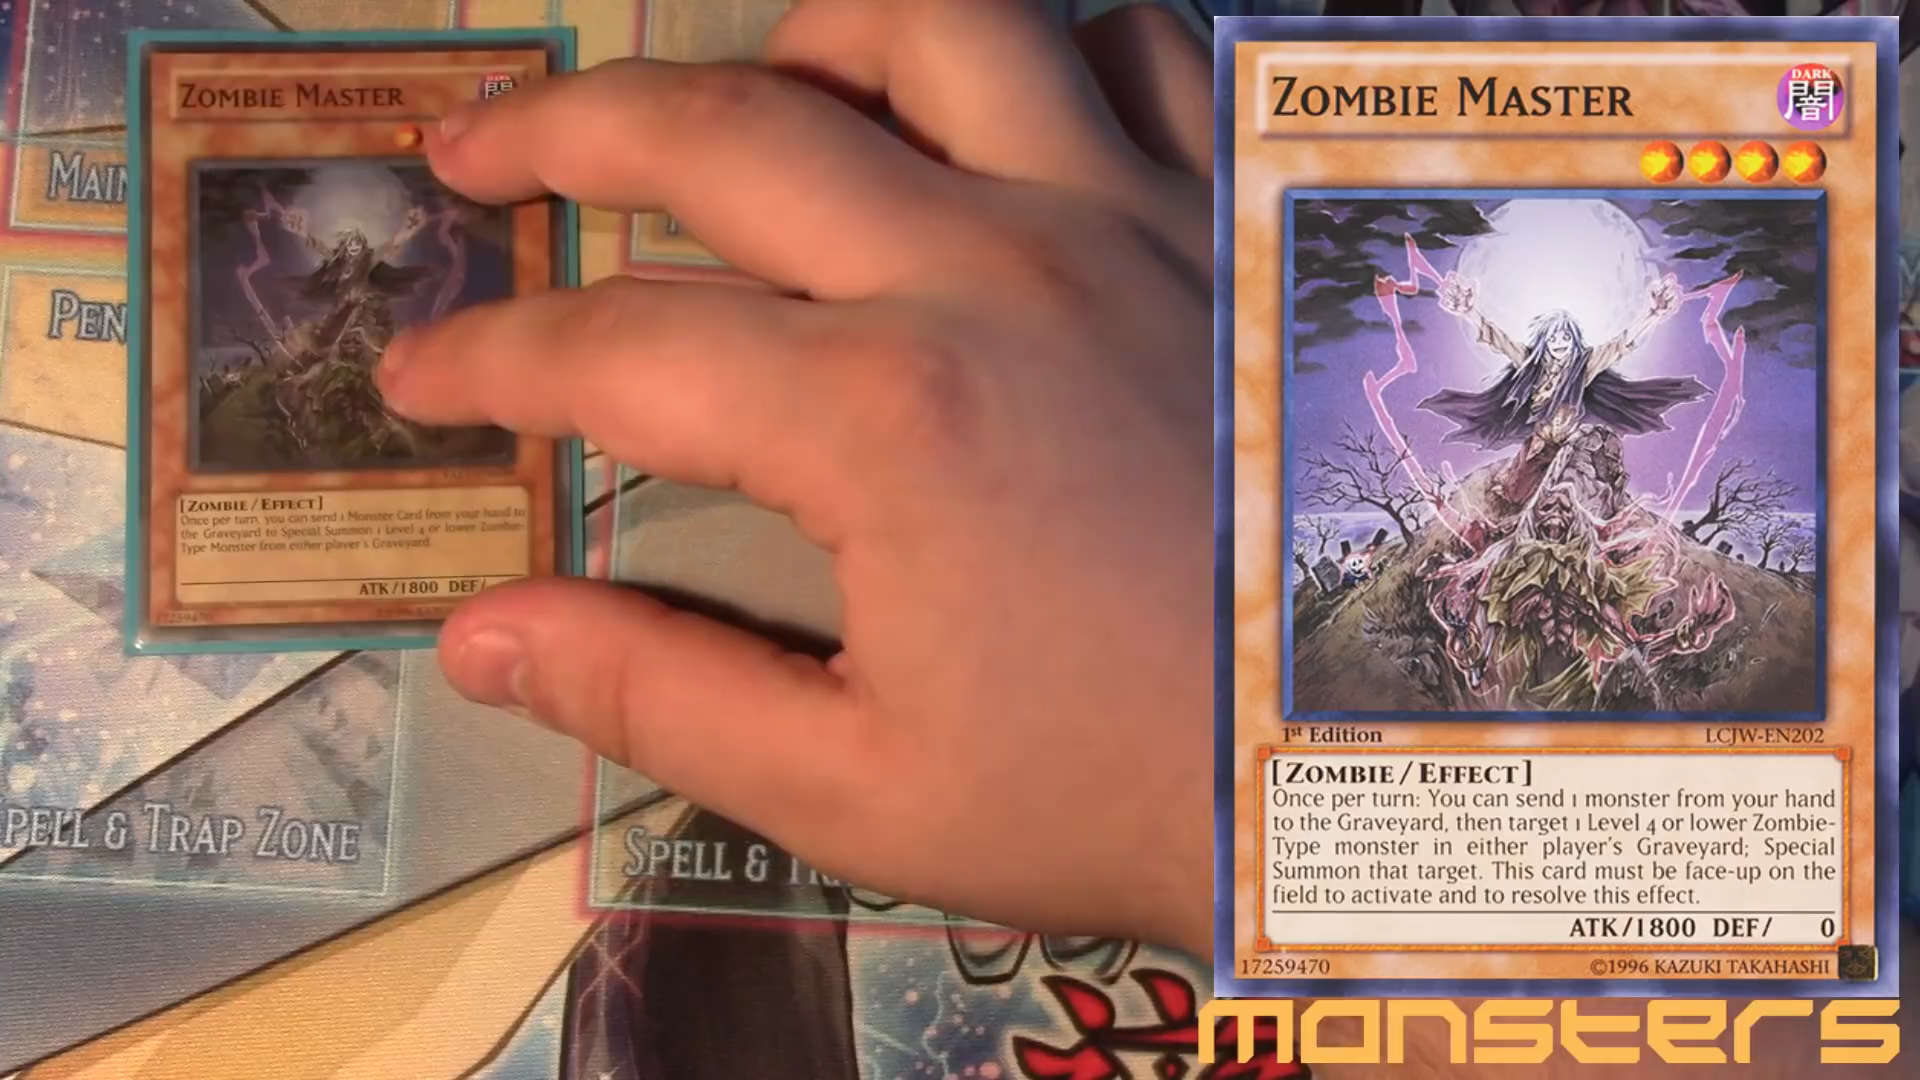 ZOMBIE MASTER
DARK
闇
[ZOMBIE/EFFECT]
Once per turn, you can send 1 Monster Card from your hand to
the Graveyard to Special Summon 1 Level 4 or lower Zombie-
Type Monster from either player's Graveyard
ATK/1800 DEF/
17259470
MAIN
PEN
SPELL & TRAP ZONE
SPELL & T
ZOMBIE MASTER
DARK
闇
1st Edition
LCJW-EN202
[ZOMBIE/EFFECT]
Once per turn: You can send 1 monster from your hand
to the Graveyard, then target 1 Level 4 or lower Zombie-
Type monster in either player's Graveyard; Special
Summon that target. This card must be face-up on the
field to activate and to resolve this effect.
ATK/1800 DEF/ 0
17259470
©1996 KAZUKI TAKAHASHI
monsters